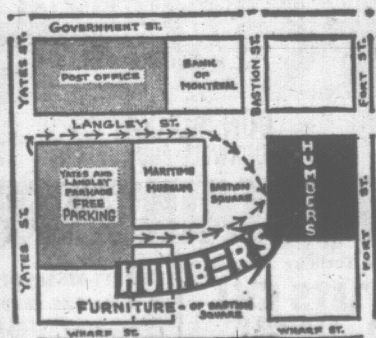 GOVERNMENT ST.
YATES ST.
POST OFFICE
BANK
OF
MONTREAL
BASTION ST.
FORT ST.
LANGLEY ST.
YATES AND
LANGLEY
PARKADE
FREE
PARKING
MARITIME
MUSEUM
BASTION
SQUARE
HUMBERS
YATES ST.
FORT ST.
HUMBER'S
FURNITURE - OF BASTION
SQUARE
WHARF ST.
WHARF ST.